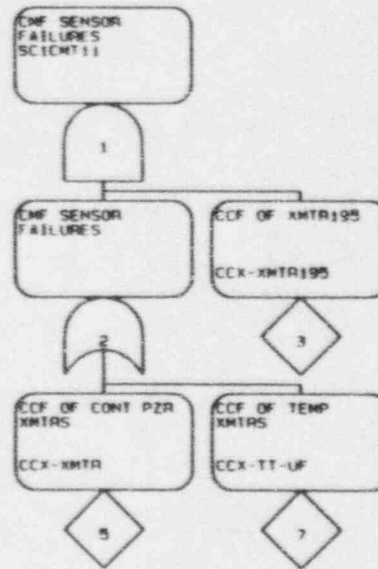 CMF SENSOR
FAILURES
SC1CMT11
1
CMF SENSOR
FAILURES
CCF OF XMTR195
CCX-XMTR195
2
3
CCF OF CONT PZR
XMTRS
CCX-XMTR
CCF OF TEMP
XMTRS
CCX-TT-UF
5
7